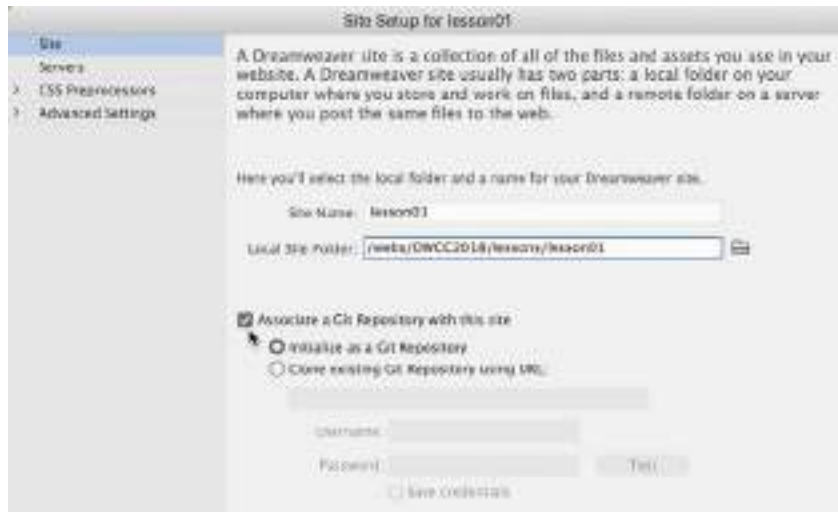 Site Setup for lesson01
Site
Servers
CSS Preprocessors
Advanced Settings
A Dreamweaver site is a collection of all of the files and assets you use in your
website. A Dreamweaver site usually has two parts: a local folder on your
computer where you store and work on files, and a remote folder on a server
where you post the same files to the web.
Here you'll select the local folder and a name for your Dreamweaver site.
Site Name: lesson01
Local Site Folder: /webs/DWCC2018/lessons/lesson01
Associate a Git Repository with this site
Initialize as a Git Repository
Clone existing Git Repository using URL:
Username
Password
Test
Save credentials